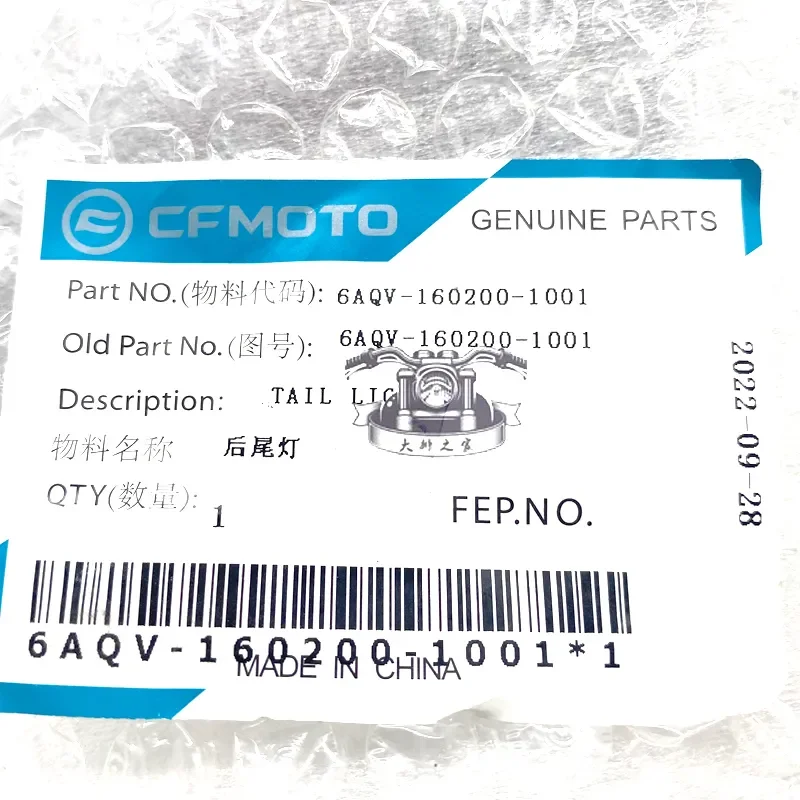 CFMOTO GENUINE PARTS
Part NO.(物料代码): 6AQV-160200-1001
Old Part No.(图号): 6AQV-160200-1001
Description: TAIL
物料名称 后尾灯
QTY(数量): 1
FEP.NO.
2022-09-28
6AQV-160200-1001*1
MADE IN CHINA